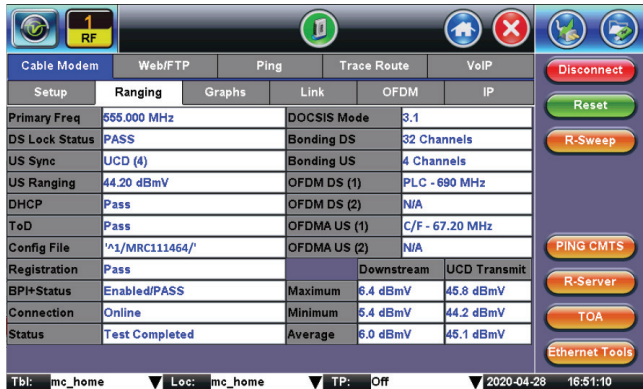 1
RF
Cable Modem Web/FTP Ping Trace Route VoIP
Disconnect
Setup Ranging Graphs Link OFDM IP
Reset
Primary Freq 555.000 MHz DOCSIS Mode 3.1
DS Lock Status PASS Bonding DS 32 Channels
R-Sweep
US Sync UCD (4) Bonding US 4 Channels
US Ranging 44.20 dBmV OFDM DS (1) PLC - 690 MHz
DHCP Pass OFDM DS (2) N/A
ToD Pass OFDMA US (1) C/F - 67.20 MHz
Config File '^1/MRC111464/' OFDMA US (2) N/A
PING CMTS
Registration Pass Downstream UCD Transmit
BPI+Status Enabled/PASS Maximum 6.4 dBmV 45.8 dBmV
R-Server
Connection Online Minimum 5.4 dBmV 44.2 dBmV
TOA
Status Test Completed Average 6.0 dBmV 45.1 dBmV
Ethernet Tools
Tbl: mc_home Loc: mc_home TP: Off 2020-04-28 16:51:10